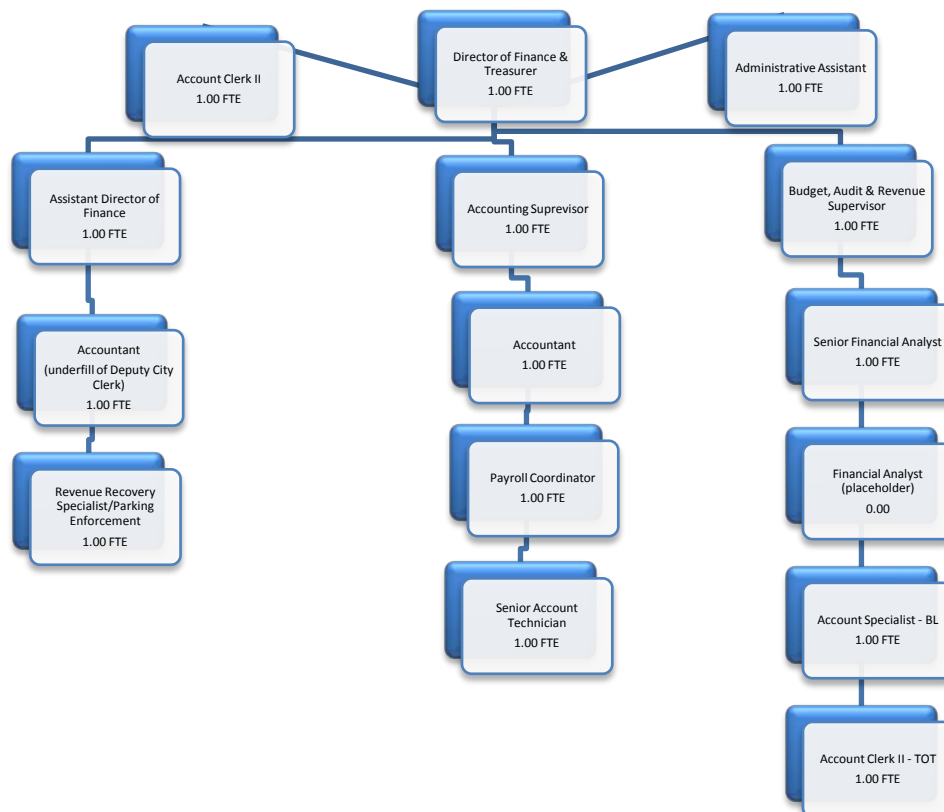 Account Clerk II
1.00 FTE
Director of Finance &
Treasurer
1.00 FTE
Administrative Assistant
1.00 FTE
Assistant Director of
Finance
1.00 FTE
Accounting Suprevisor
1.00 FTE
Budget, Audit & Revenue
Supervisor
1.00 FTE
Accountant
(underfill of Deputy City
Clerk)
1.00 FTE
Accountant
1.00 FTE
Senior Financial Analyst
1.00 FTE
Revenue Recovery
Specialist/Parking
Enforcement
1.00 FTE
Payroll Coordinator
1.00 FTE
Financial Analyst
(placeholder)
0.00
Senior Account
Technician
1.00 FTE
Account Specialist - BL
1.00 FTE
Account Clerk II - TOT
1.00 FTE